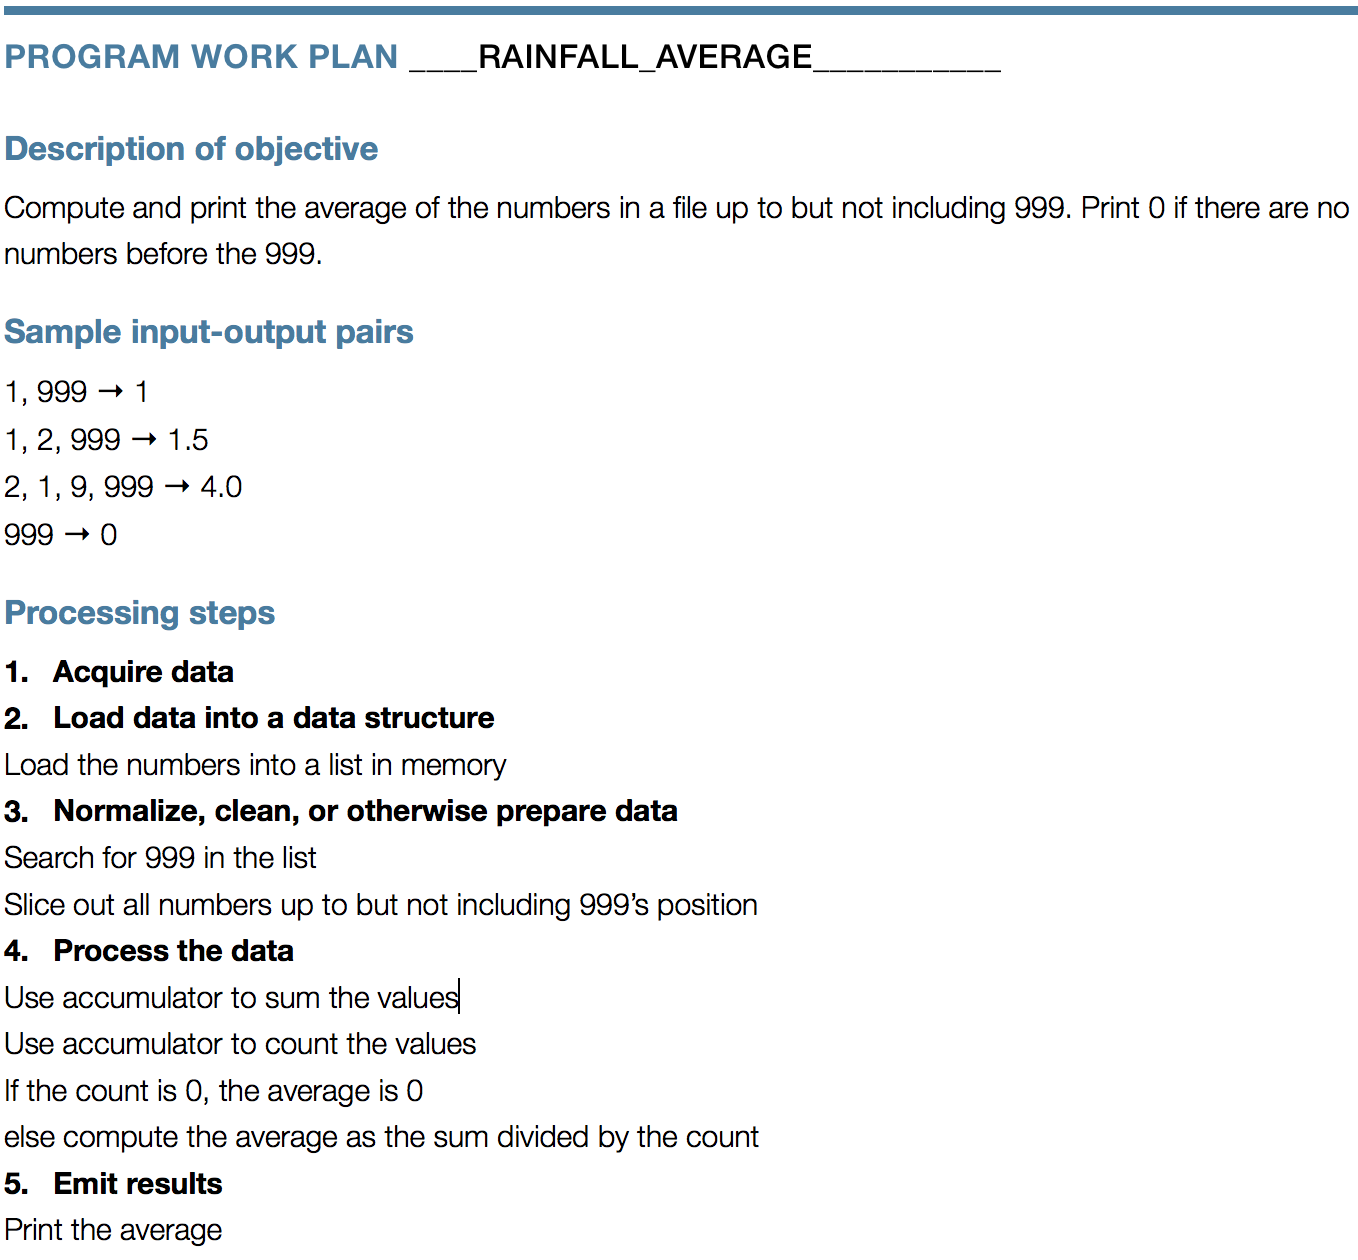 PROGRAM WORK PLAN ____RAINFALL_AVERAGE___________
Description of objective
Compute and print the average of the numbers in a file up to but not including 999. Print 0 if there are no
numbers before the 999.
Sample input-output pairs
1, 999 → 1
1, 2, 999 → 1.5
2, 1, 9, 999 → 4.0
999 → 0
Processing steps
1. Acquire data
2. Load data into a data structure
Load the numbers into a list in memory
3. Normalize, clean, or otherwise prepare data
Search for 999 in the list
Slice out all numbers up to but not including 999’s position
4. Process the data
Use accumulator to sum the values
Use accumulator to count the values
If the count is 0, the average is 0
else compute the average as the sum divided by the count
5. Emit results
Print the average